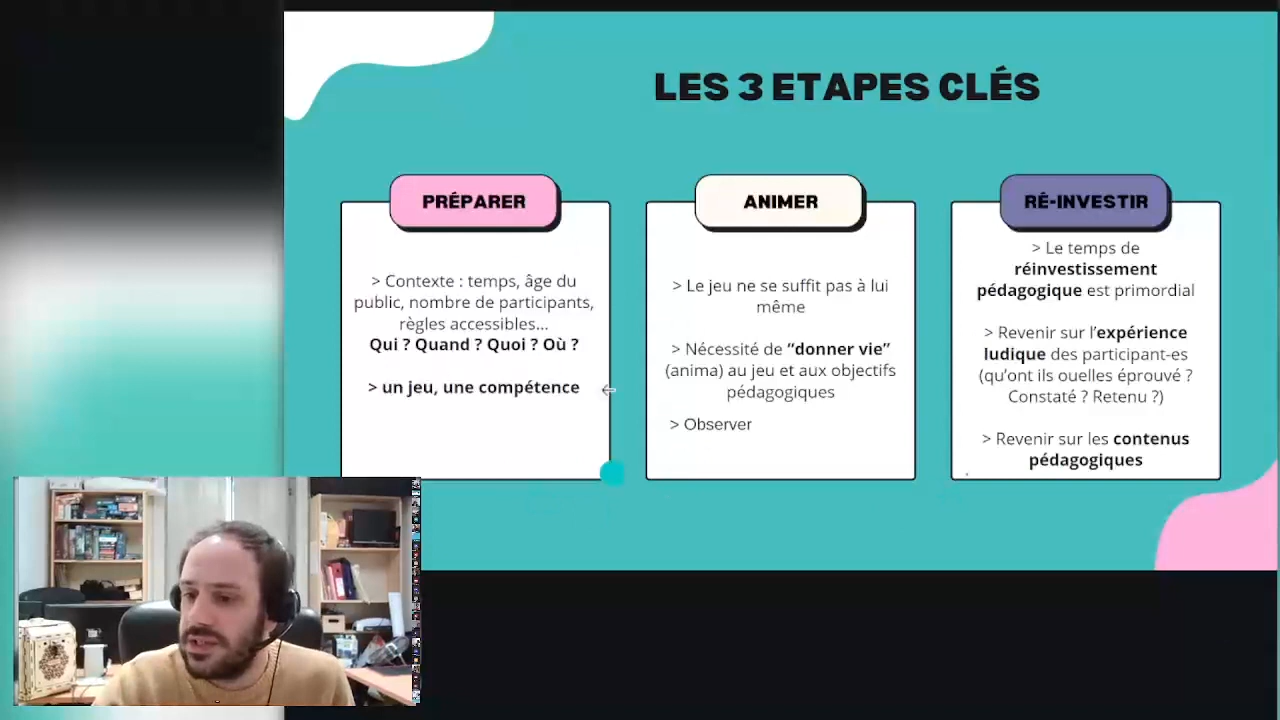 LES 3 ETAPES CLÉS
PRÉPARER
> Contexte : temps, âge du
public, nombre de participants,
règles accessibles...
Qui ? Quand ? Quoi ? Où ?
> un jeu, une compétence
ANIMER
> Le jeu ne se suffit pas à lui
même
> Nécessité de “donner vie”
(anima) au jeu et aux objectifs
pédagogiques
> Observer
RÉ-INVESTIR
> Le temps de
réinvestissement
pédagogique est primordial
> Revenir sur l’expérience
ludique des participant-es
(qu’ont ils ouelles éprouvé ?
Constaté ? Retenu ?)
> Revenir sur les contenus
pédagogiques